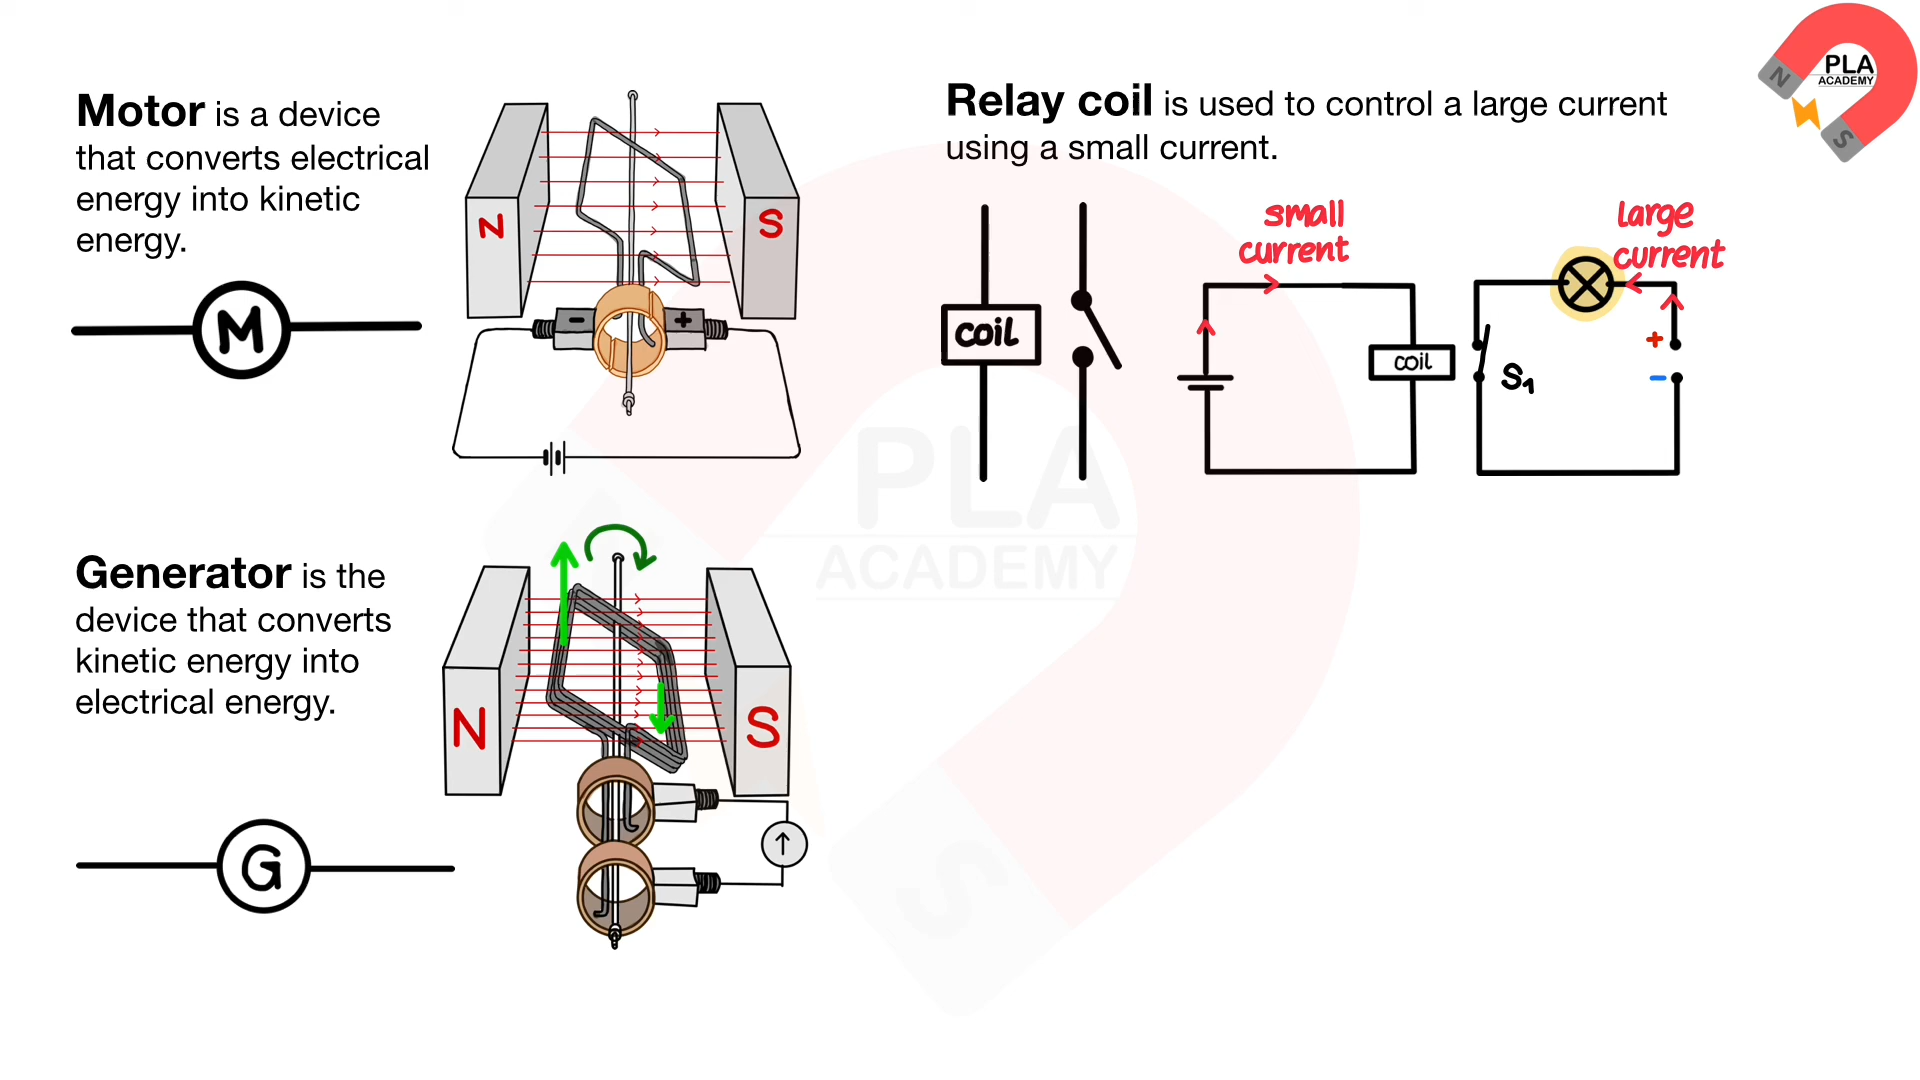 Motor is a device
that converts electrical
energy into kinetic
energy.
M
N
S
-
+
Generator is the
device that converts
kinetic energy into
electrical energy.
G
N
S
Relay coil is used to control a large current
using a small current.
coil
small
current
coil
S1
large
current
+
-
N
S
PLA
ACADEMY
PLA
ACADEMY
S